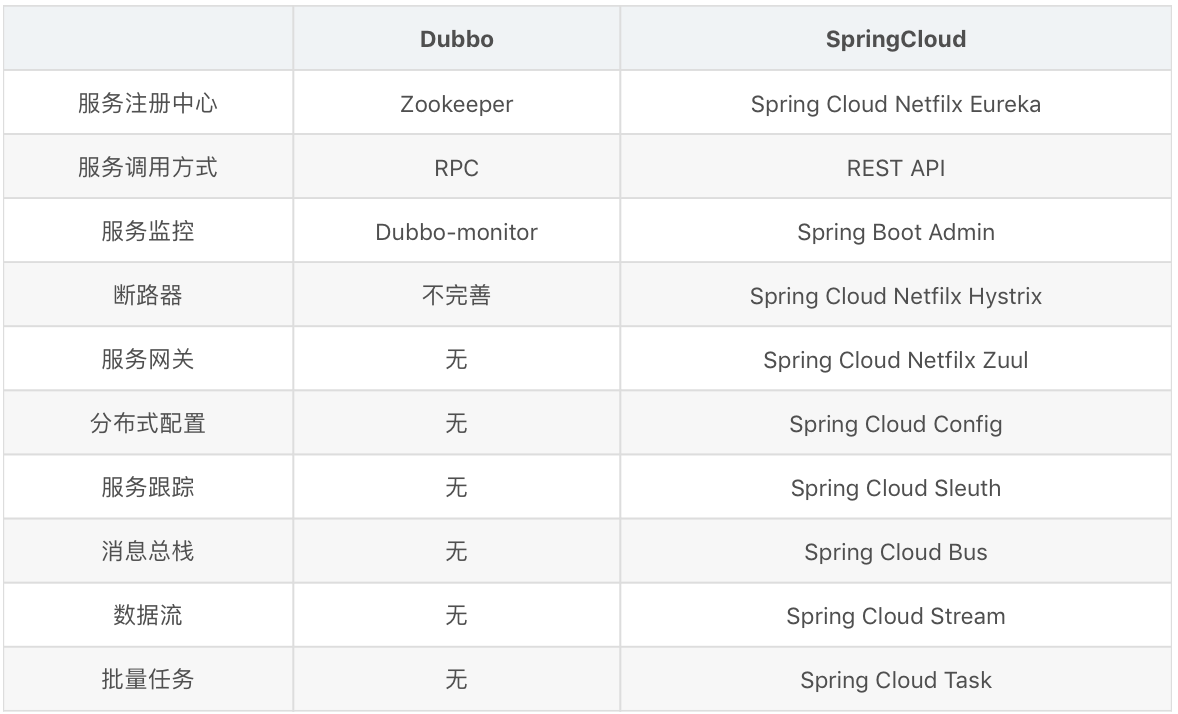 Dubbo SpringCloud
服务注册中心 Zookeeper Spring Cloud Netfilx Eureka
服务调用方式 RPC REST API
服务监控 Dubbo-monitor Spring Boot Admin
断路器 不完善 Spring Cloud Netfilx Hystrix
服务网关 无 Spring Cloud Netfilx Zuul
分布式配置 无 Spring Cloud Config
服务跟踪 无 Spring Cloud Sleuth
消息总栈 无 Spring Cloud Bus
数据流 无 Spring Cloud Stream
批量任务 无 Spring Cloud Task